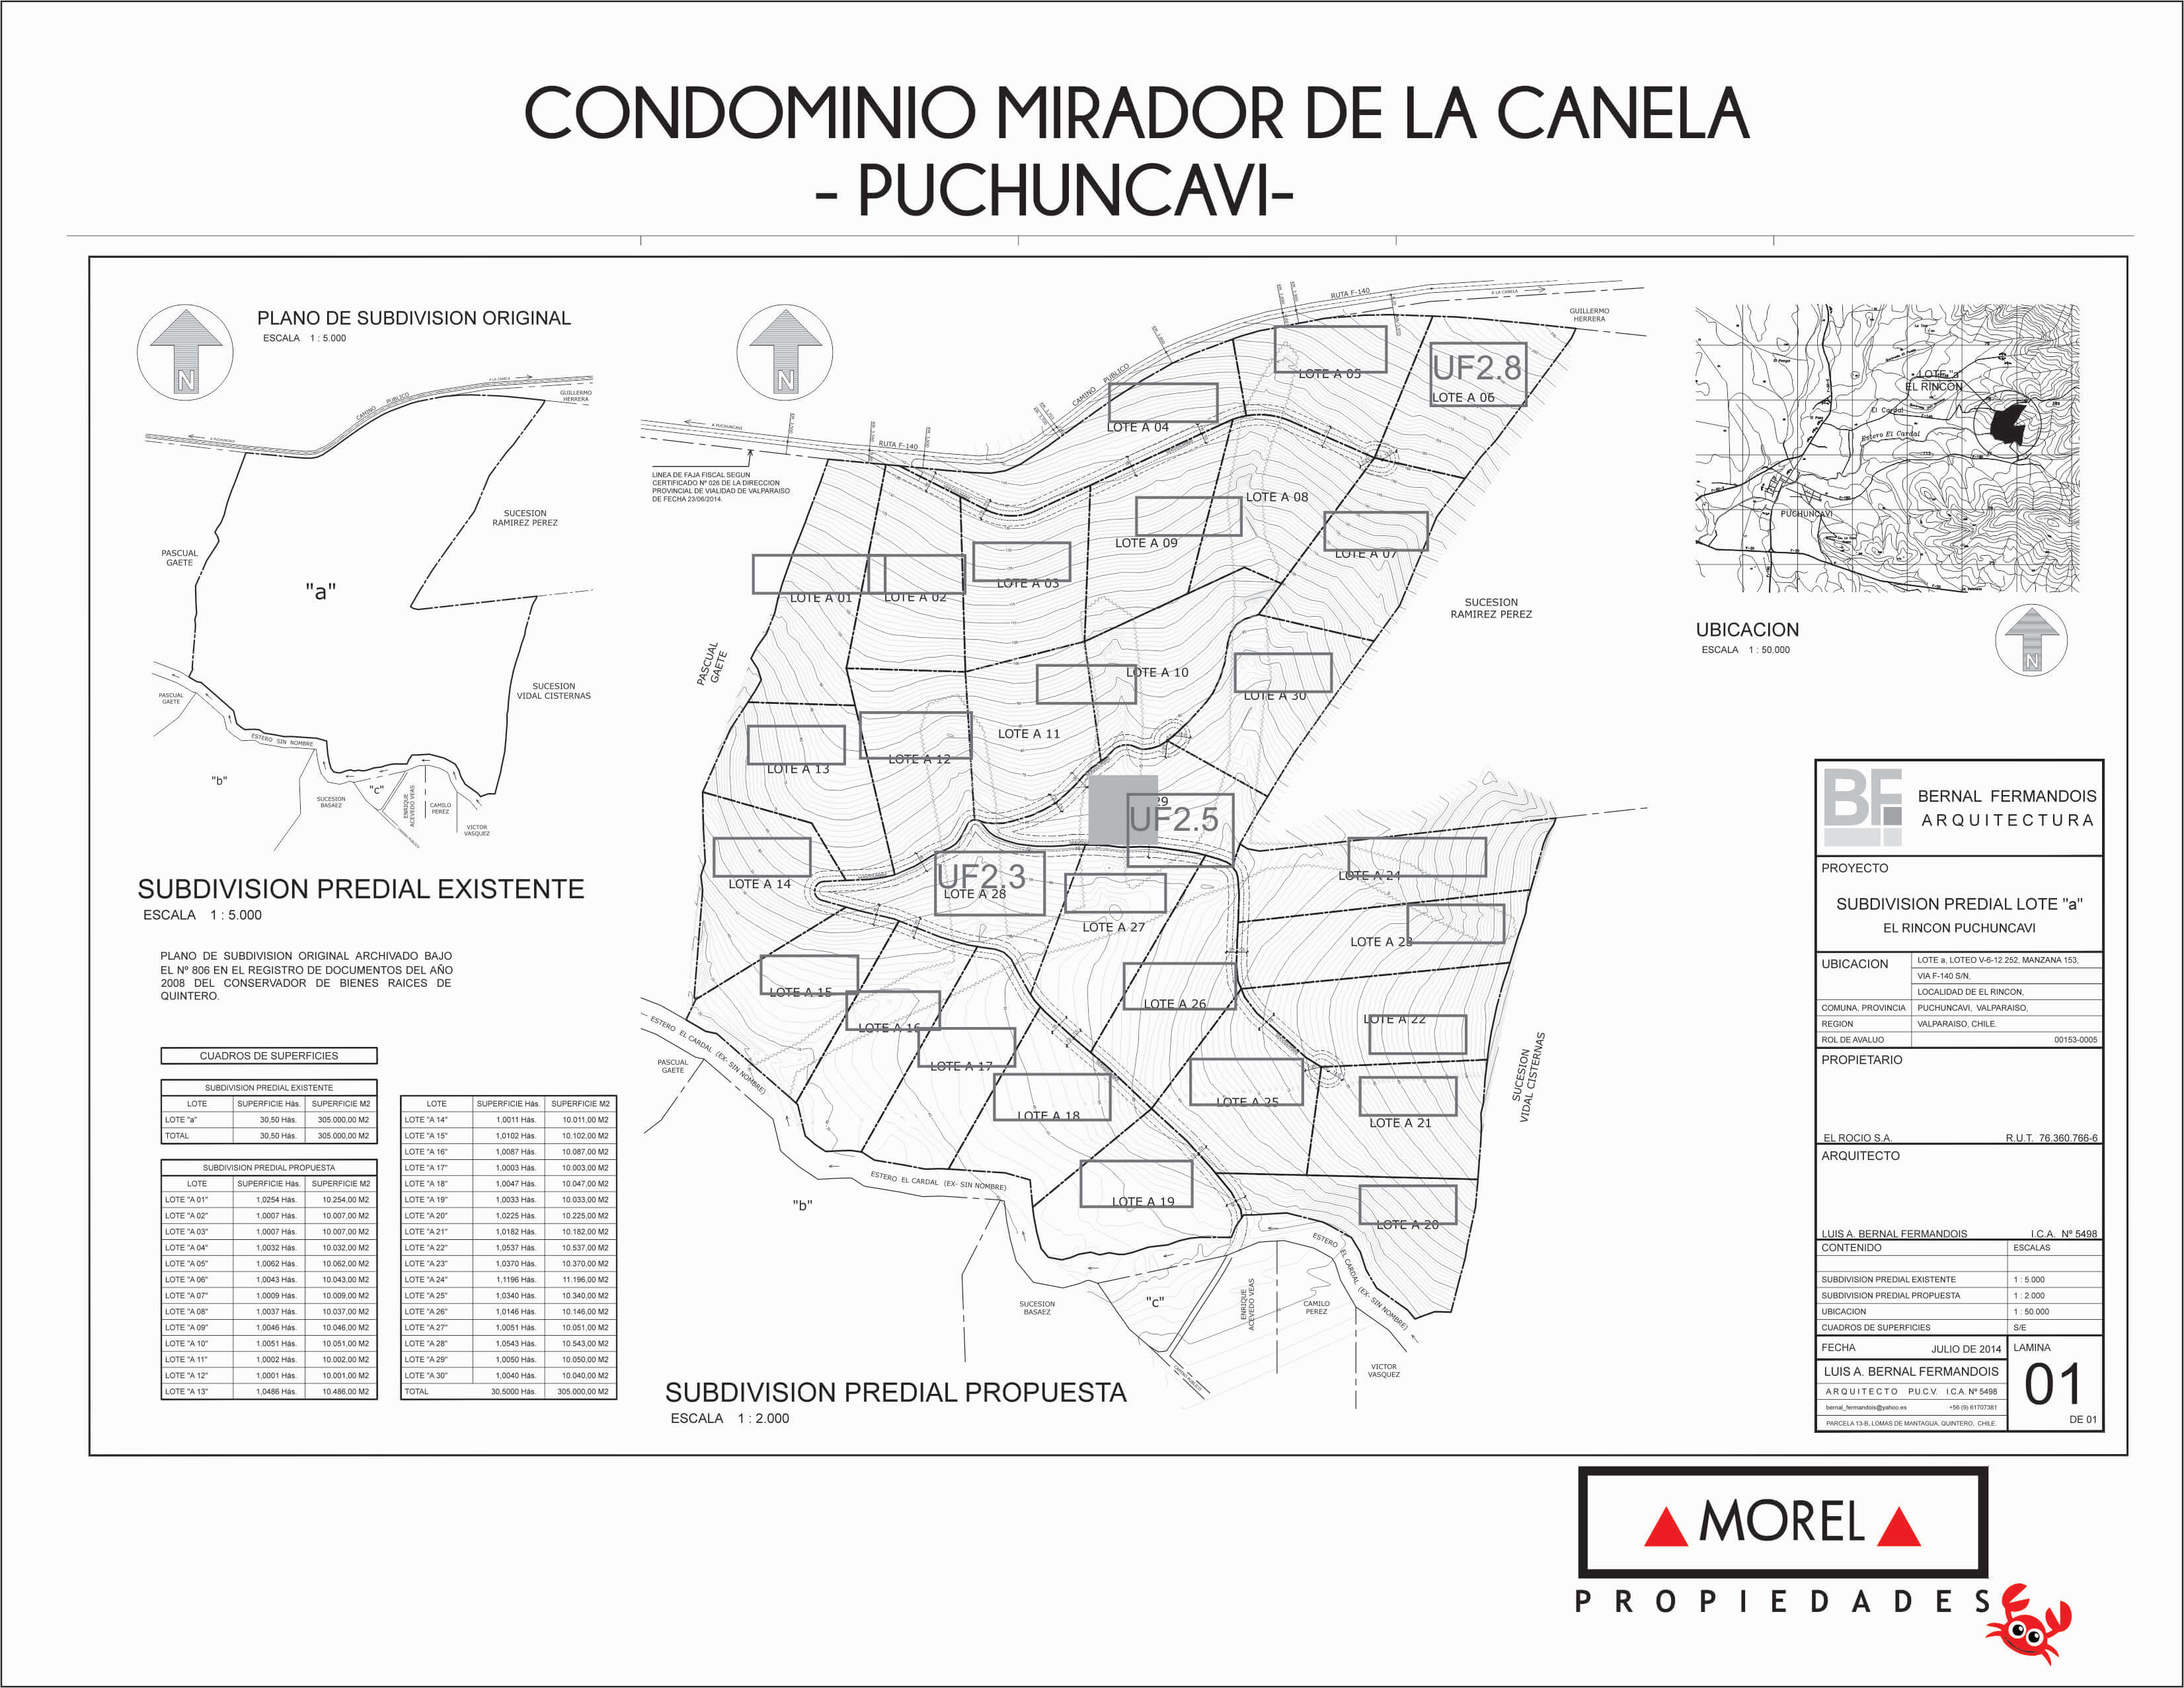 CONDOMINIO MIRADOR DE LA CANELA
- PUCHUNCAVI-
PLANO DE SUBDIVISION ORIGINAL
ESCALA 1 : 5.000
N
A LA CANELA
GUILLERMO
HERRERA
CAMINO PUBLICO
A PUCHUNCAVI
SUCESION
RAMIREZ PEREZ
PASCUAL
GAETE
"a"
SUCESION
VIDAL CISTERNAS
PASCUAL
GAETE
ESTERO SIN NOMBRE
"b"
SUCESION
BASAEZ
"c"
ENRIQUE
ACEVEDO VEAS
CAMILO
PEREZ
VICTOR
VASQUEZ
CAMINO PUBLICO
SUBDIVISION PREDIAL EXISTENTE
ESCALA 1 : 5.000
PLANO DE SUBDIVISION ORIGINAL ARCHIVADO BAJO
EL Nº 806 EN EL REGISTRO DE DOCUMENTOS DEL AÑO
2008 DEL CONSERVADOR DE BIENES RAICES DE
QUINTERO.
CUADROS DE SUPERFICIES
SUBDIVISION PREDIAL EXISTENTE
LOTE SUPERFICIE Hás. SUPERFICIE M2
LOTE "a" 30,50 Hás. 305.000,00 M2
TOTAL 30,50 Hás. 305.000,00 M2
SUBDIVISION PREDIAL PROPUESTA
LOTE SUPERFICIE Hás. SUPERFICIE M2
LOTE "A 01" 1,0254 Hás. 10.254,00 M2
LOTE "A 02" 1,0007 Hás. 10.007,00 M2
LOTE "A 03" 1,0007 Hás. 10.007,00 M2
LOTE "A 04" 1,0032 Hás. 10.032,00 M2
LOTE "A 05" 1,0062 Hás. 10.062,00 M2
LOTE "A 06" 1,0043 Hás. 10.043,00 M2
LOTE "A 07" 1,0009 Hás. 10.009,00 M2
LOTE "A 08" 1,0037 Hás. 10.037,00 M2
LOTE "A 09" 1,0046 Hás. 10.046,00 M2
LOTE "A 10" 1,0051 Hás. 10.051,00 M2
LOTE "A 11" 1,0002 Hás. 10.002,00 M2
LOTE "A 12" 1,0001 Hás. 10.001,00 M2
LOTE "A 13" 1,0486 Hás. 10.486,00 M2
LOTE SUPERFICIE Hás. SUPERFICIE M2
LOTE "A 14" 1,0011 Hás. 10.011,00 M2
LOTE "A 15" 1,0102 Hás. 10.102,00 M2
LOTE "A 16" 1,0087 Hás. 10.087,00 M2
LOTE "A 17" 1,0003 Hás. 10.003,00 M2
LOTE "A 18" 1,0047 Hás. 10.047,00 M2
LOTE "A 19" 1,0033 Hás. 10.033,00 M2
LOTE "A 20" 1,0225 Hás. 10.225,00 M2
LOTE "A 21" 1,0182 Hás. 10.182,00 M2
LOTE "A 22" 1,0537 Hás. 10.537,00 M2
LOTE "A 23" 1,0370 Hás. 10.370,00 M2
LOTE "A 24" 1,1196 Hás. 11.196,00 M2
LOTE "A 25" 1,0340 Hás. 10.340,00 M2
LOTE "A 26" 1,0146 Hás. 10.146,00 M2
LOTE "A 27" 1,0051 Hás. 10.051,00 M2
LOTE "A 28" 1,0543 Hás. 10.543,00 M2
LOTE "A 29" 1,0050 Hás. 10.050,00 M2
LOTE "A 30" 1,0040 Hás. 10.040,00 M2
TOTAL 30,5000 Hás. 305.000,00 M2
N
RUTA F-140
A LA CANELA
GUILLERMO
HERRERA
CAMINO PUBLICO
A PUCHUNCAVI
RUTA F-140
LINEA DE FAJA FISCAL SEGUN
CERTIFICADO Nº 026 DE LA DIRECCION
PROVINCIAL DE VIALIDAD DE VALPARAISO
DE FECHA 23/06/2014.
LOTE A 05
UF2.8
LOTE A 06
LOTE A 04
LOTE A 08
LOTE A 09
LOTE A 07
LOTE A 03
LOTE A 01
LOTE A 02
SUCESION
RAMIREZ PEREZ
PASCUAL
GAETE
LOTE A 10
LOTE A 30
LOTE A 11
LOTE A 12
LOTE A 13
29
UF2.5
LOTE A 24
LOTE A 14
UF2.3
LOTE A 28
LOTE A 27
LOTE A 23
LOTE A 15
LOTE A 26
LOTE A 22
LOTE A 16
LOTE A 17
LOTE A 25
LOTE A 18
LOTE A 21
LOTE A 19
LOTE A 20
SUCESION
VIDAL CISTERNAS
ESTERO EL CARDAL (EX- SIN NOMBRE)
PASCUAL
GAETE
ESTERO EL CARDAL (EX- SIN NOMBRE)
"b"
ESTERO EL CARDAL (EX- SIN NOMBRE)
SUCESION
BASAEZ
"c"
ENRIQUE
ACEVEDO VEAS
CAMILO
PEREZ
VICTOR
VASQUEZ
CAMINO PUBLICO
SUBDIVISION PREDIAL PROPUESTA
ESCALA 1 : 2.000
LOTE "a"
EL RINCON
El Cardal
Estero El Cardal
PUCHUNCAVI
UBICACION
ESCALA 1 : 50.000
N
BF
BERNAL FERMANDOIS
ARQUITECTURA
PROYECTO
SUBDIVISION PREDIAL LOTE "a"
EL RINCON PUCHUNCAVI
UBICACION
LOTE a, LOTEO V-6-12.252, MANZANA 153,
VIA F-140 S/N,
LOCALIDAD DE EL RINCON,
COMUNA, PROVINCIA PUCHUNCAVI, VALPARAISO,
REGION VALPARAISO, CHILE.
ROL DE AVALUO 00153-0005
PROPIETARIO
EL ROCIO S.A. R.U.T. 76.360.766-6
ARQUITECTO
LUIS A. BERNAL FERMANDOIS I.C.A. Nº 5498
CONTENIDO ESCALAS
SUBDIVISION PREDIAL EXISTENTE 1 : 5.000
SUBDIVISION PREDIAL PROPUESTA 1 : 2.000
UBICACION 1 : 50.000
CUADROS DE SUPERFICIES S/E
FECHA JULIO DE 2014 LAMINA
LUIS A. BERNAL FERMANDOIS
ARQUITECTO P.U.C.V. I.C.A. Nº 5498
bernal_fermandois@yahoo.es +56 (9) 61707381
PARCELA 13-B, LOMAS DE MANTAGUA, QUINTERO, CHILE.
01
DE 01
MOREL
PROPIEDADES